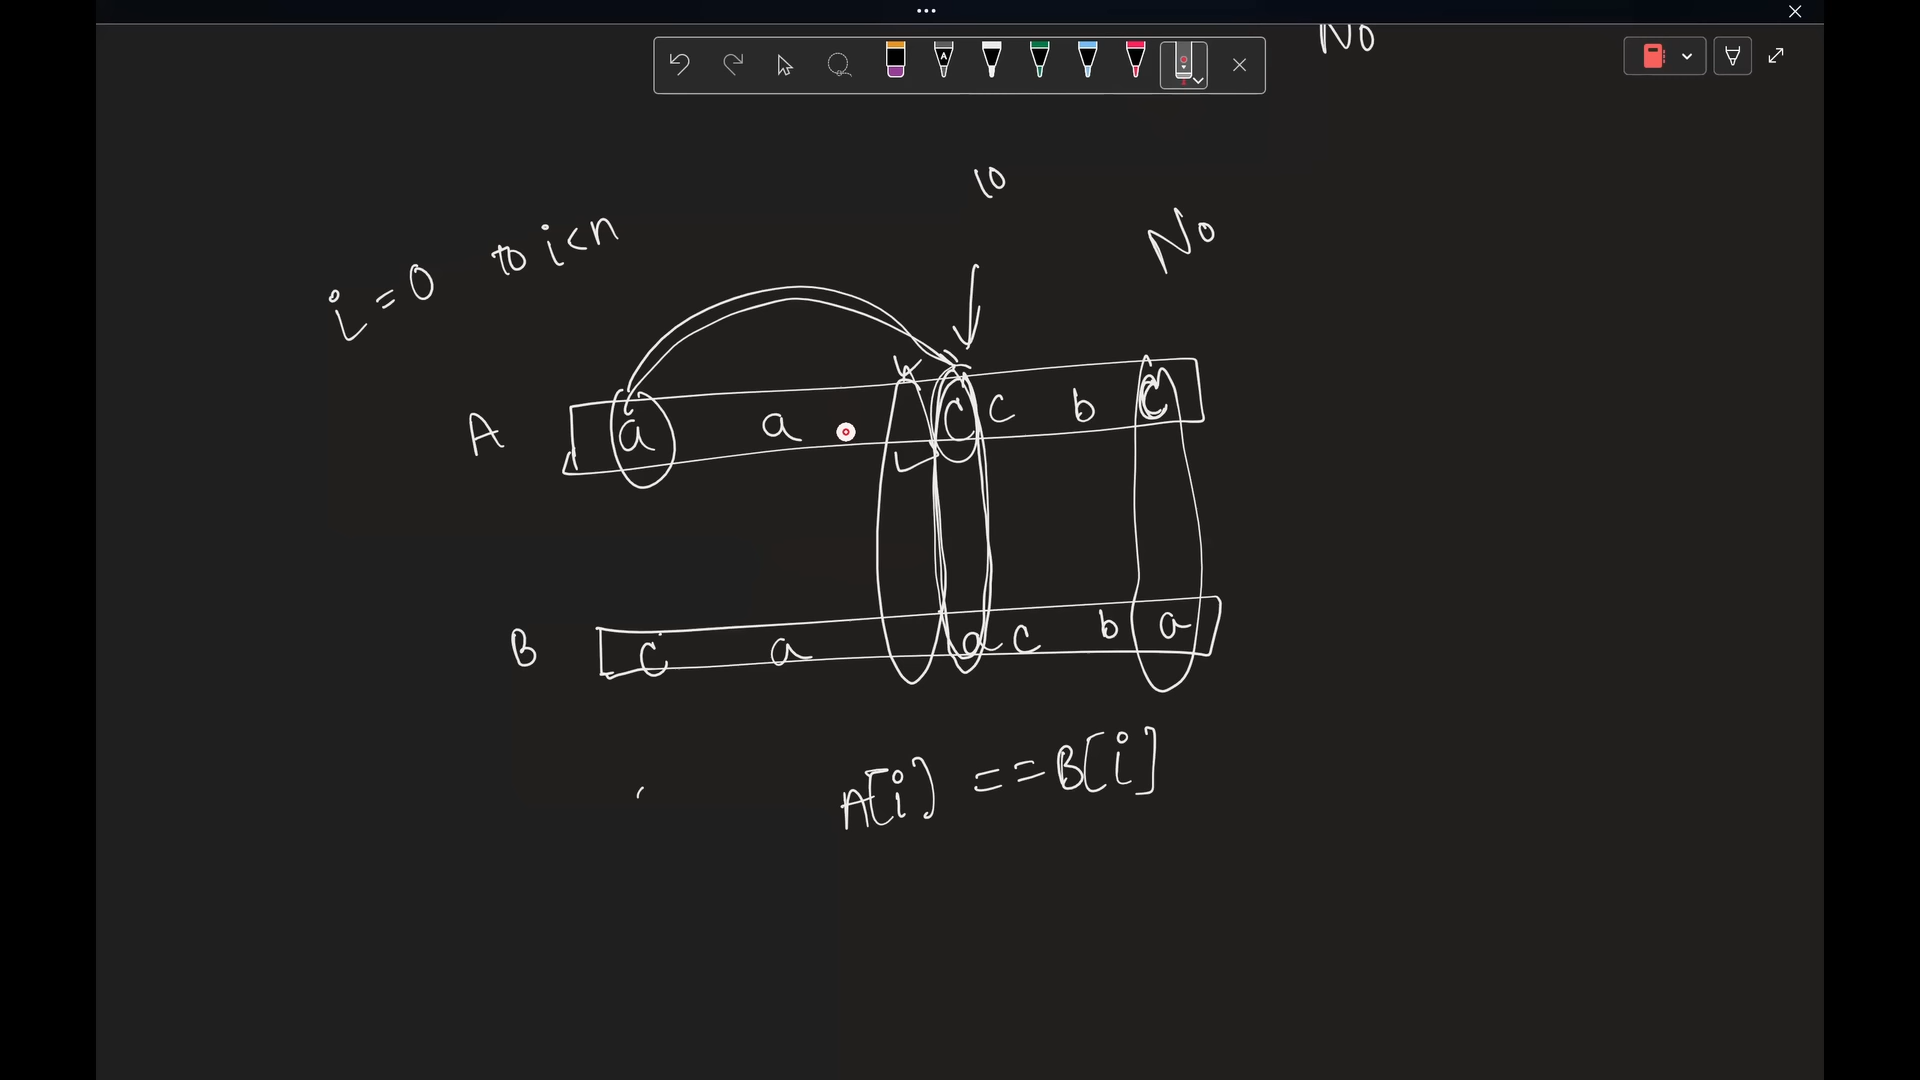 No
10
i = 0 to i<n
No
A a a c c b c
B c a a c b a
A[i] == B[i]